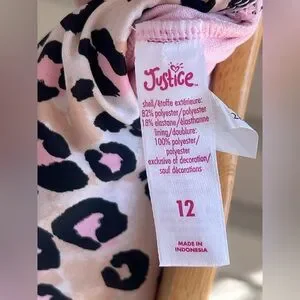 Justice
shell/étoffe extérieure:
82% polyester/polyester
18% elastane/élasthanne
lining/doublure:
100% polyester/
polyester
exclusive of decoration/
sauf décorations
12
MADE IN
INDONESIA